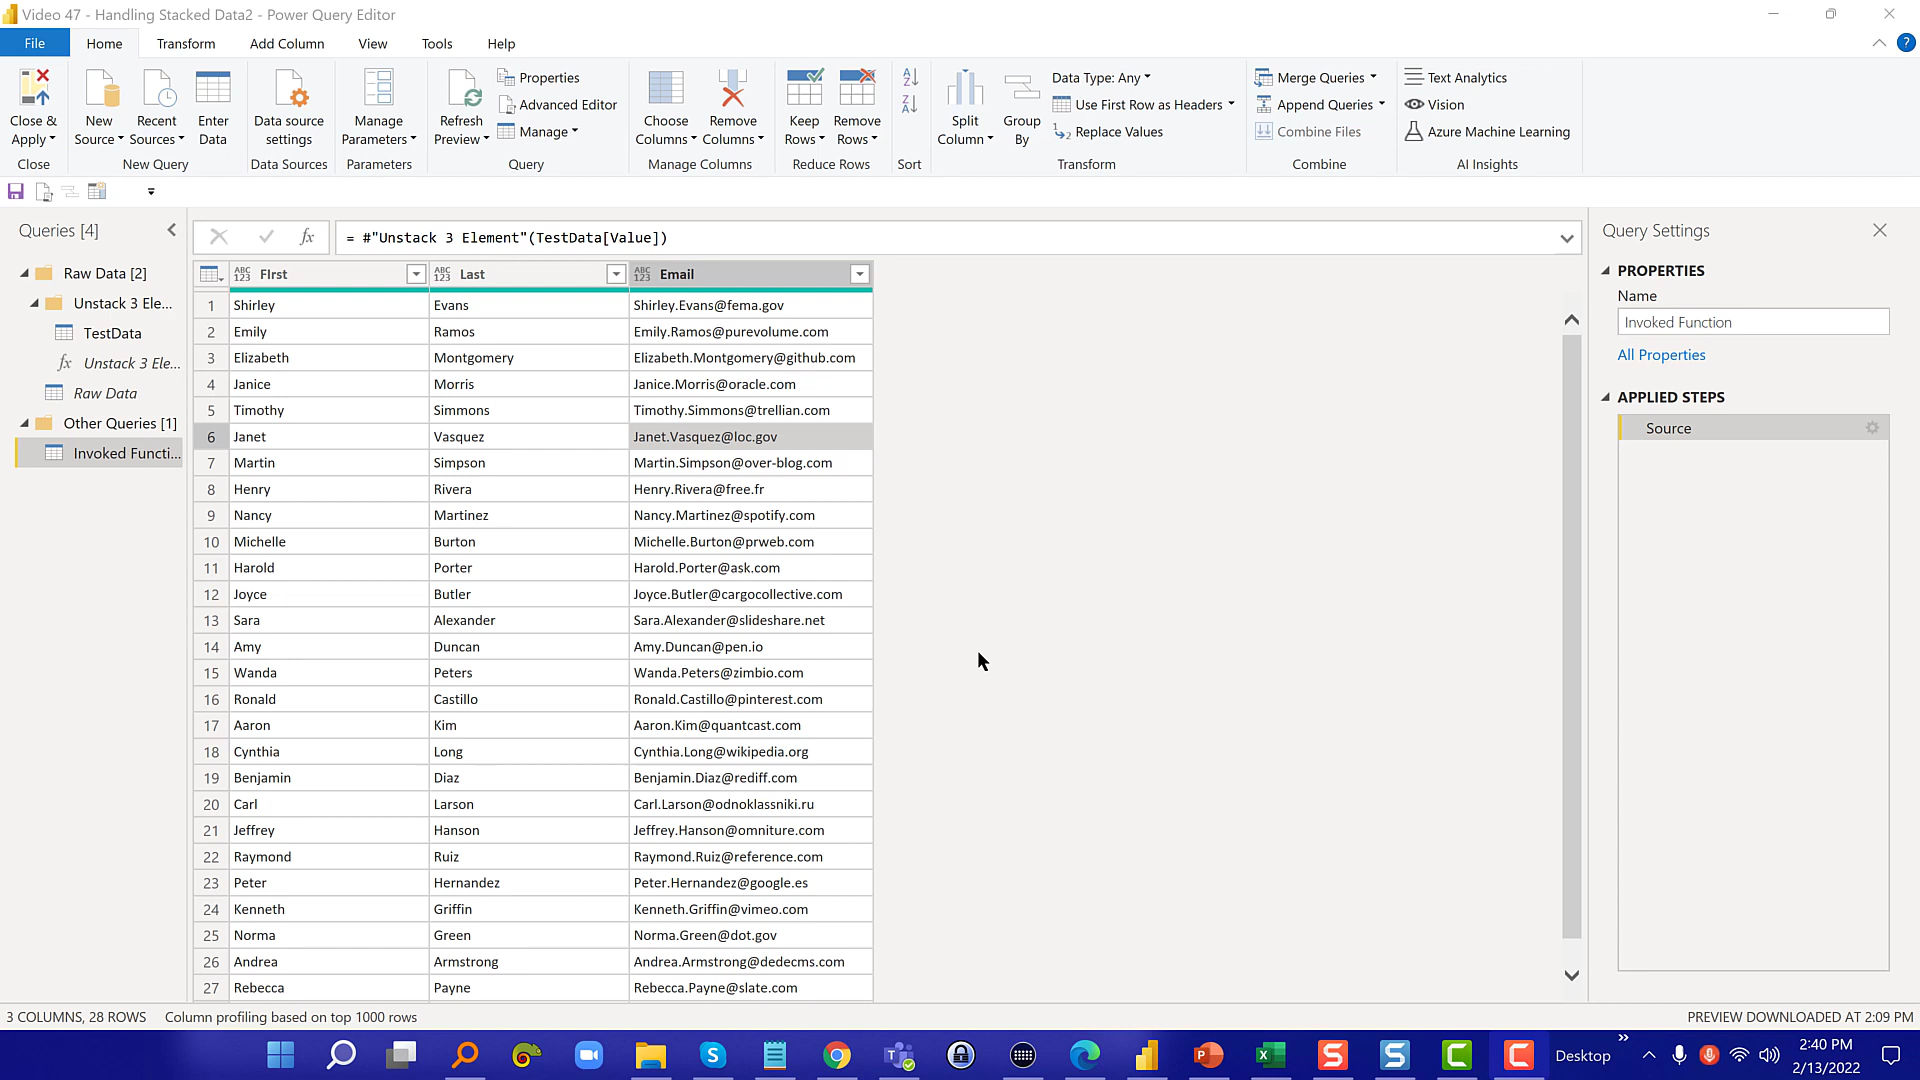 Video 47 - Handling Stacked Data2 - Power Query Editor
File Home Transform Add Column View Tools Help
Close & Apply
Close
New Source
Recent Sources
Enter Data
New Query
Data source settings
Data Sources
Manage Parameters
Parameters
Refresh Preview
Properties
Advanced Editor
Manage
Query
Choose Columns
Remove Columns
Manage Columns
Keep Rows
Remove Rows
Reduce Rows
Sort
Split Column
Group By
Data Type: Any
Use First Row as Headers
Replace Values
Transform
Merge Queries
Append Queries
Combine Files
Combine
Text Analytics
Vision
Azure Machine Learning
AI Insights
Queries [4]
Raw Data [2]
Unstack 3 Ele...
TestData
fx Unstack 3 Ele...
Raw Data
Other Queries [1]
Invoked Functi...
fx = #"Unstack 3 Element"(TestData[Value])
ABC 123 FIrst ABC 123 Last ABC 123 Email
1 Shirley Evans Shirley.Evans@fema.gov
2 Emily Ramos Emily.Ramos@purevolume.com
3 Elizabeth Montgomery Elizabeth.Montgomery@github.com
4 Janice Morris Janice.Morris@oracle.com
5 Timothy Simmons Timothy.Simmons@trellian.com
6 Janet Vasquez Janet.Vasquez@loc.gov
7 Martin Simpson Martin.Simpson@over-blog.com
8 Henry Rivera Henry.Rivera@free.fr
9 Nancy Martinez Nancy.Martinez@spotify.com
10 Michelle Burton Michelle.Burton@prweb.com
11 Harold Porter Harold.Porter@ask.com
12 Joyce Butler Joyce.Butler@cargocollective.com
13 Sara Alexander Sara.Alexander@slideshare.net
14 Amy Duncan Amy.Duncan@pen.io
15 Wanda Peters Wanda.Peters@zimbio.com
16 Ronald Castillo Ronald.Castillo@pinterest.com
17 Aaron Kim Aaron.Kim@quantcast.com
18 Cynthia Long Cynthia.Long@wikipedia.org
19 Benjamin Diaz Benjamin.Diaz@rediff.com
20 Carl Larson Carl.Larson@odnoklassniki.ru
21 Jeffrey Hanson Jeffrey.Hanson@omniture.com
22 Raymond Ruiz Raymond.Ruiz@reference.com
23 Peter Hernandez Peter.Hernandez@google.es
24 Kenneth Griffin Kenneth.Griffin@vimeo.com
25 Norma Green Norma.Green@dot.gov
26 Andrea Armstrong Andrea.Armstrong@dedecms.com
27 Rebecca Payne Rebecca.Payne@slate.com
Query Settings
PROPERTIES
Name
Invoked Function
All Properties
APPLIED STEPS
Source
3 COLUMNS, 28 ROWS Column profiling based on top 1000 rows
PREVIEW DOWNLOADED AT 2:09 PM
Desktop
2:40 PM
2/13/2022